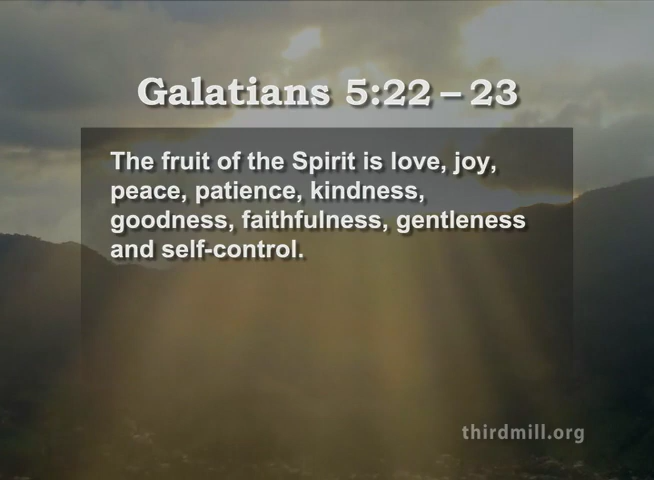 Galatians 5:22 – 23
The fruit of the Spirit is love, joy,
peace, patience, kindness,
goodness, faithfulness, gentleness
and self-control.
thirdmill.org